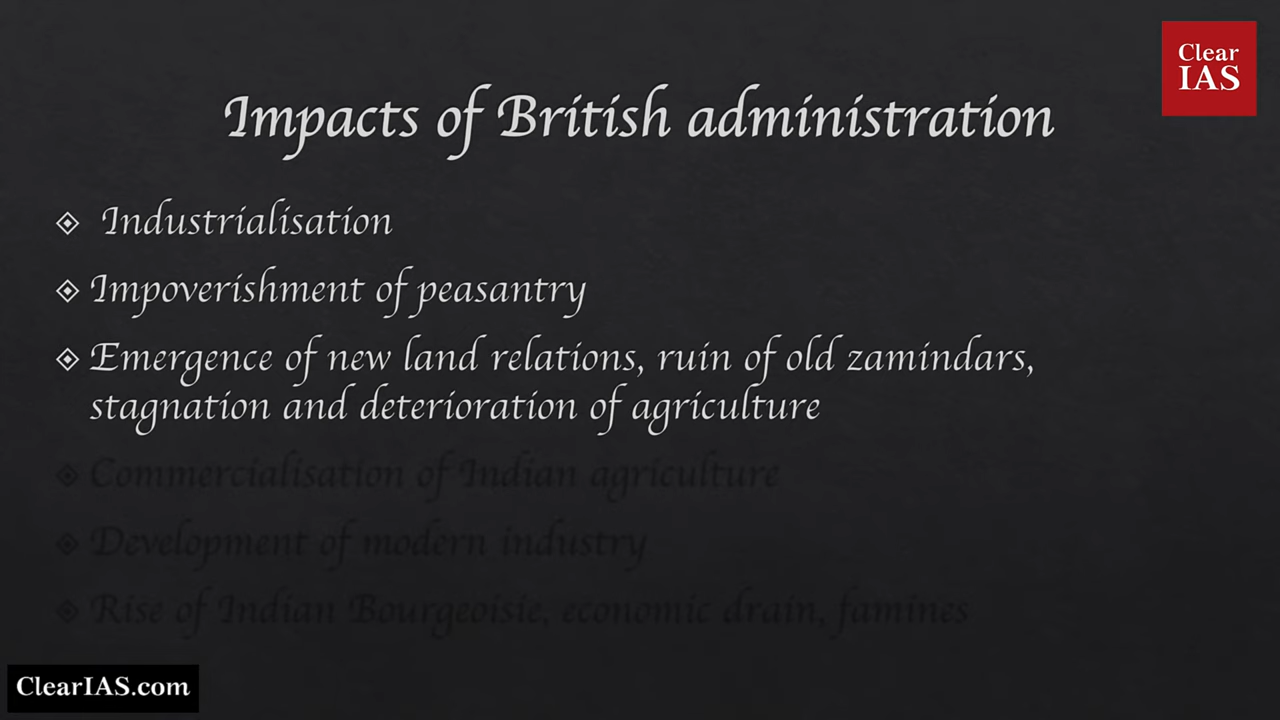 Clear
IAS
Impacts of British administration
Industrialisation
Impoverishment of peasantry
Emergence of new land relations, ruin of old zamindars,
stagnation and deterioration of agriculture
Commercialisation of Indian agriculture
Development of modern industry
Rise of Indian Bourgeoisie, economic drain, famines
ClearIAS.com